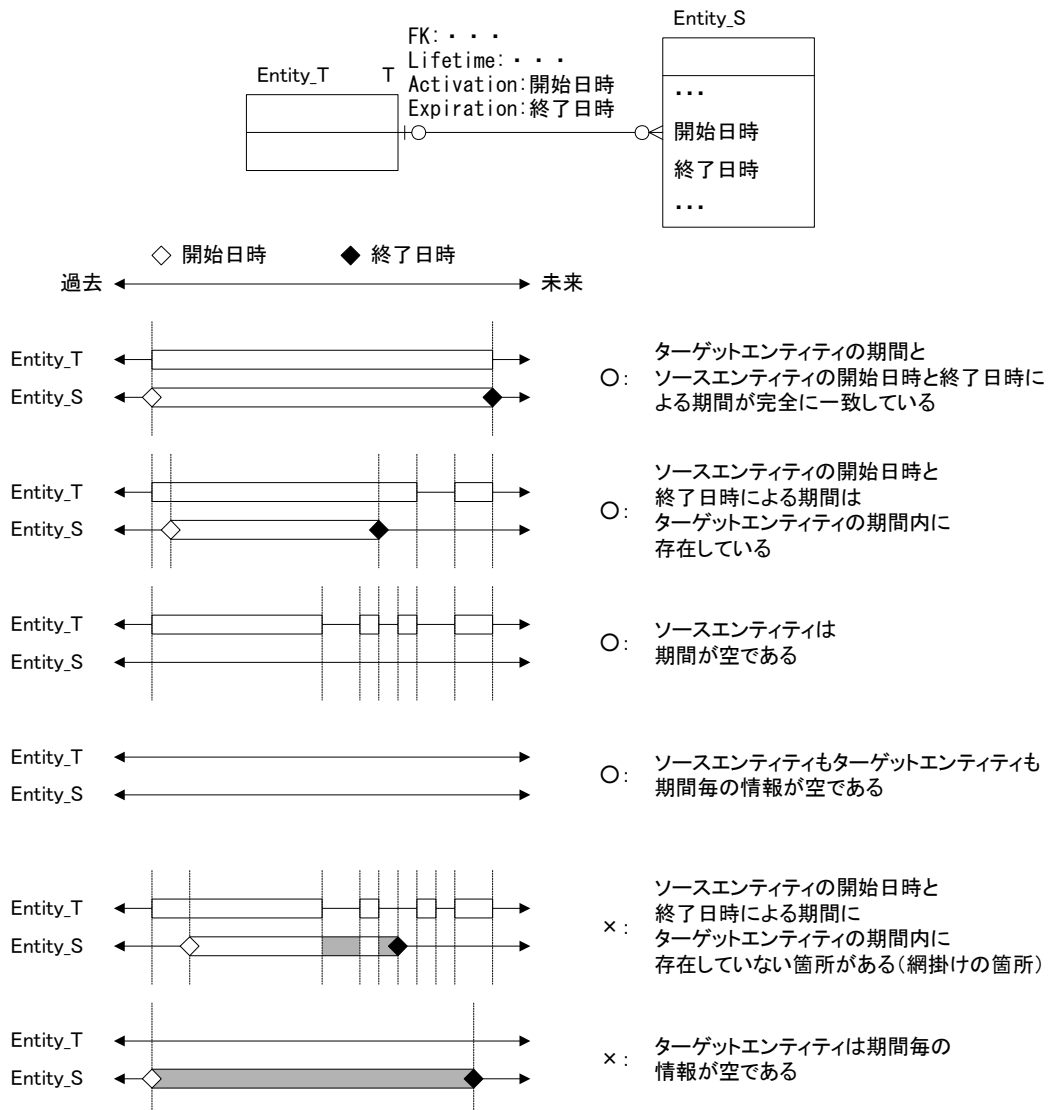 Entity_S
FK:・・・
Lifetime:・・・
Entity_T T
Activation:開始日時
Expiration:終了日時
・・・
開始日時
終了日時
・・・
◇ 開始日時 ◆ 終了日時
過去 未来
Entity_T
Entity_S
○: ターゲットエンティティの期間と
ソースエンティティの開始日時と終了日時に
よる期間が完全に一致している
Entity_T
Entity_S
○: ソースエンティティの開始日時と
終了日時による期間は
ターゲットエンティティの期間内に
存在している
Entity_T
Entity_S
○: ソースエンティティは
期間が空である
Entity_T
Entity_S
○: ソースエンティティもターゲットエンティティも
期間毎の情報が空である
Entity_T
Entity_S
×: ソースエンティティの開始日時と
終了日時による期間に
ターゲットエンティティの期間内に
存在していない箇所がある(網掛けの箇所)
Entity_T
Entity_S
×: ターゲットエンティティは期間毎の
情報が空である